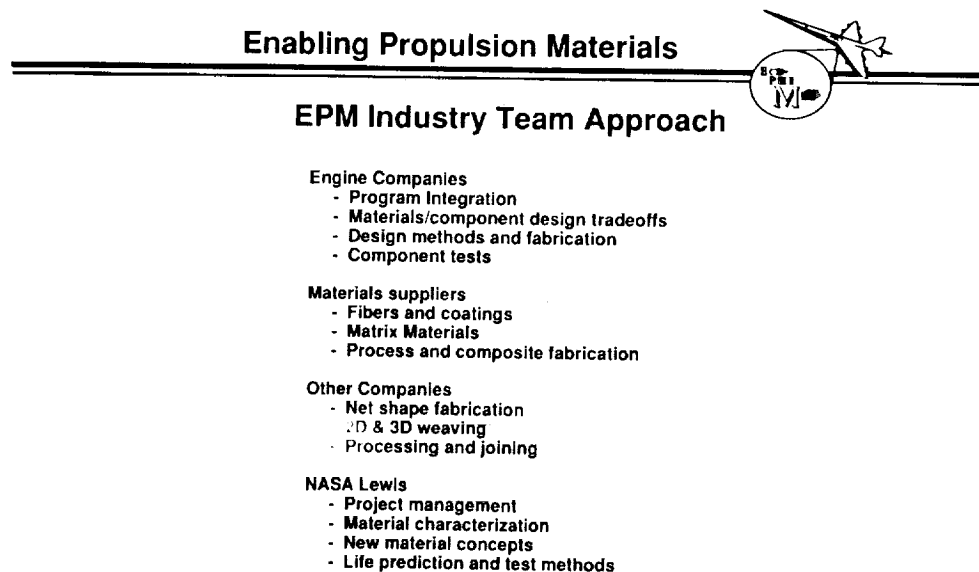 Enabling Propulsion Materials
EPM Industry Team Approach
Engine Companies
- Program Integration
- Materials/component design tradeoffs
- Design methods and fabrication
- Component tests
Materials suppliers
- Fibers and coatings
- Matrix Materials
- Process and composite fabrication
Other Companies
- Net shape fabrication
2D & 3D weaving
- Processing and joining
NASA Lewis
- Project management
- Material characterization
- New material concepts
- Life prediction and test methods